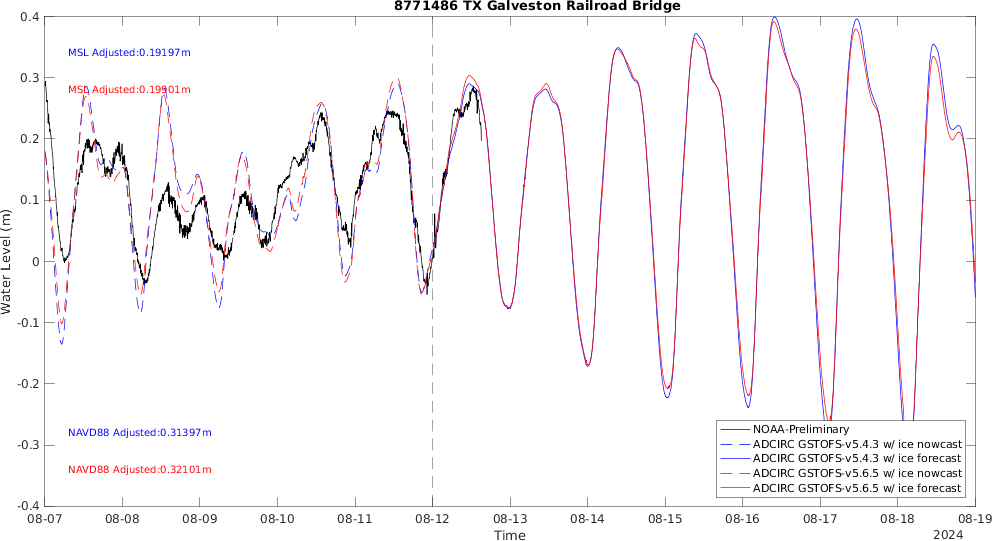 8771486 TX Galveston Railroad Bridge
0.4
0.3
0.2
0.1
0
-0.1
-0.2
-0.3
-0.4
Water Level (m)
MSL Adjusted:0.19197m
MSL Adjusted:0.19901m
NAVD88 Adjusted:0.31397m
NAVD88 Adjusted:0.32101m
NOAA-Preliminary
ADCIRC GSTOFS-v5.4.3 w/ ice nowcast
ADCIRC GSTOFS-v5.4.3 w/ ice forecast
ADCIRC GSTOFS-v5.6.5 w/ ice nowcast
ADCIRC GSTOFS-v5.6.5 w/ ice forecast
08-07 08-08 08-09 08-10 08-11 08-12 08-13 08-14 08-15 08-16 08-17 08-18 08-19
Time
2024